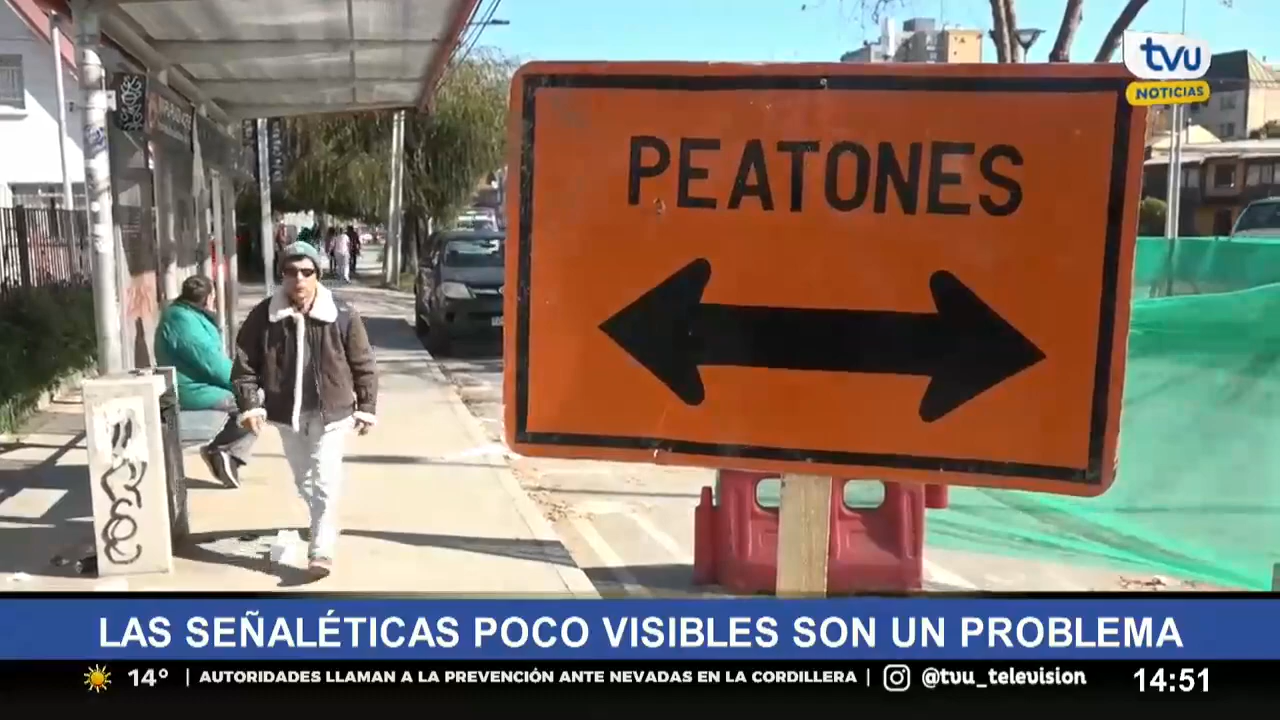 tvu
NOTICIAS
PEATONES
LAS SEÑALÉTICAS POCO VISIBLES SON UN PROBLEMA
14° | AUTORIDADES LLAMAN A LA PREVENCIÓN ANTE NEVADAS EN LA CORDILLERA | @tvu_television 14:51